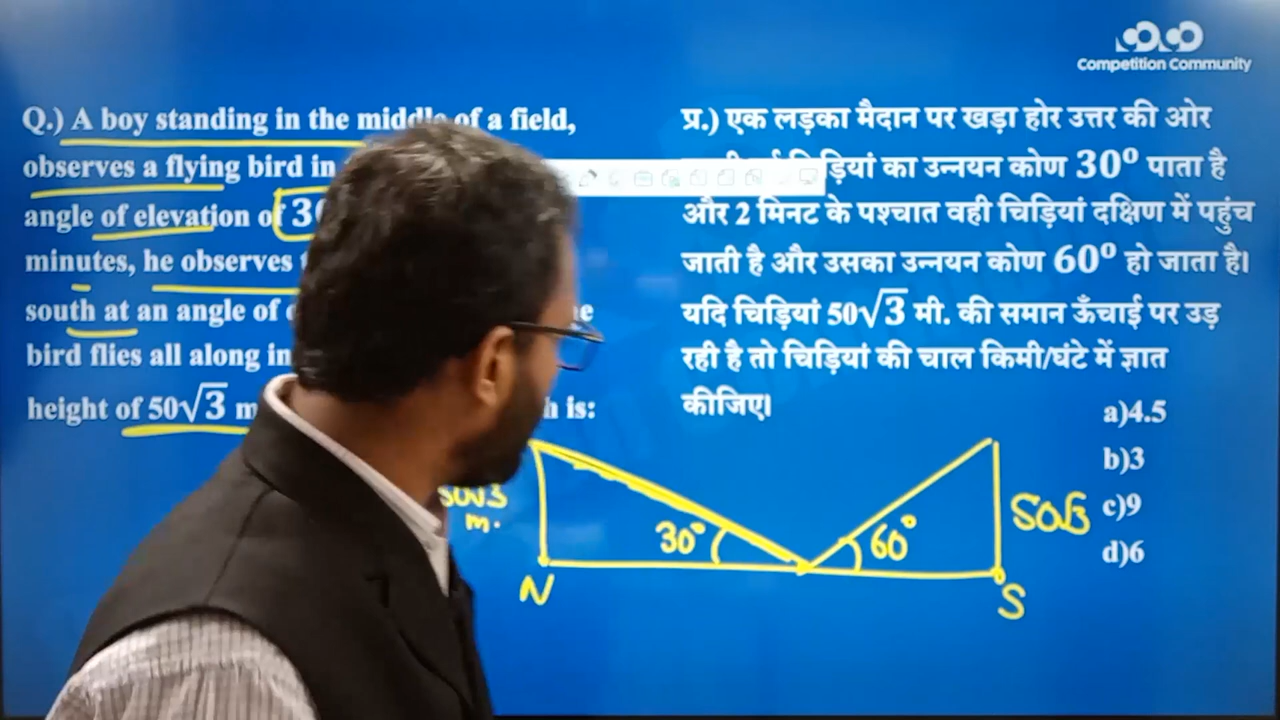 Competition Community
Q.) A boy standing in the middle of a field,
observes a flying bird in
angle of elevation of 30
minutes, he observes
south at an angle of
bird flies all along in
height of 50√3 m
h is:
प्र.) एक लड़का मैदान पर खड़ा होर उत्तर की ओर
ड़ियां का उन्नयन कोण 30⁰ पाता है
और 2 मिनट के पश्चात वही चिड़ियां दक्षिण में पहुंच
जाती है और उसका उन्नयन कोण 60⁰ हो जाता है।
यदि चिड़ियां 50√3 मी. की समान ऊँचाई पर उड़
रही है तो चिड़ियां की चाल किमी/घंटे में ज्ञात
कीजिए।
a)4.5
b)3
c)9
d)6
50√3
m.
30°
60°
50√3
N
S